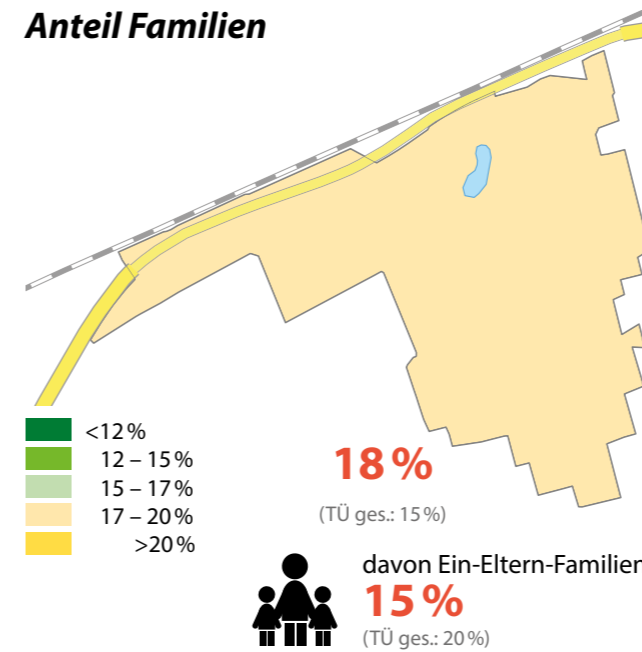 Anteil Familien
<12 %
12 – 15 %
15 – 17 %
17 – 20 %
>20 %
18 %
(TÜ ges.: 15 %)
davon Ein-Eltern-Familien
15 %
(TÜ ges.: 20 %)